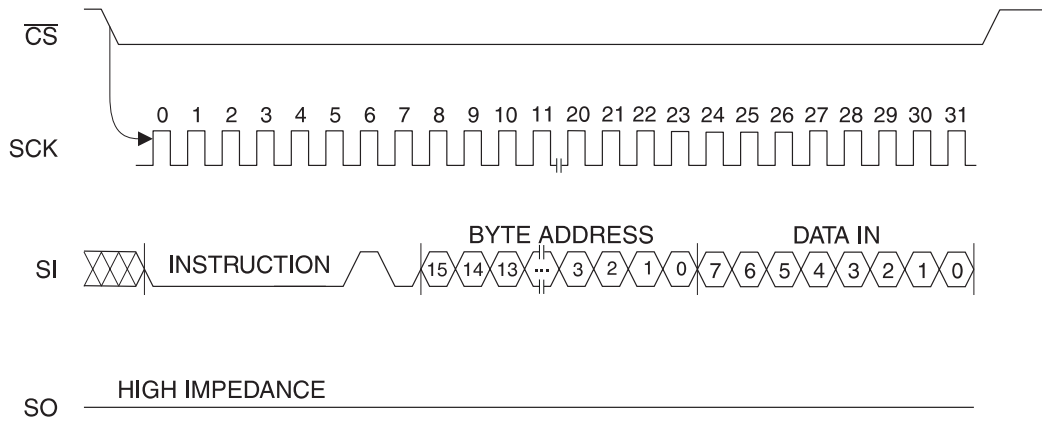 CS
0 1 2 3 4 5 6 7 8 9 10 11 20 21 22 23 24 25 26 27 28 29 30 31
SCK
BYTE ADDRESS DATA IN
SI INSTRUCTION 15 14 13 ... 3 2 1 0 7 6 5 4 3 2 1 0
HIGH IMPEDANCE
SO